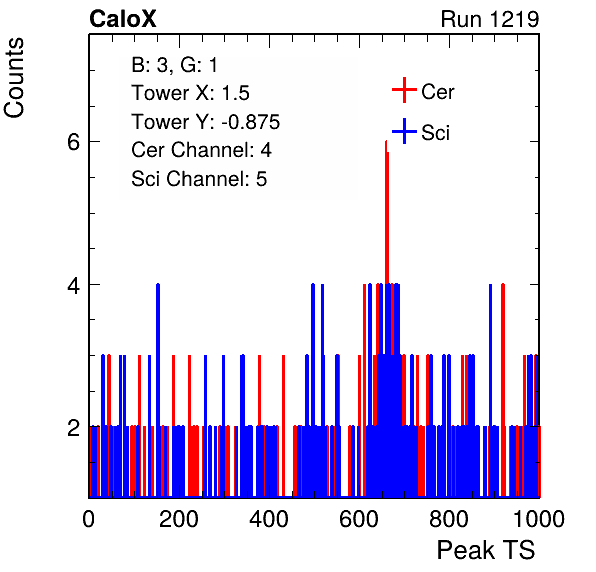 CaloX Run 1219
Counts
B: 3, G: 1
Tower X: 1.5
Tower Y: -0.875
Cer Channel: 4
Sci Channel: 5
Cer
Sci
6
4
2
0 200 400 600 800 1000
Peak TS